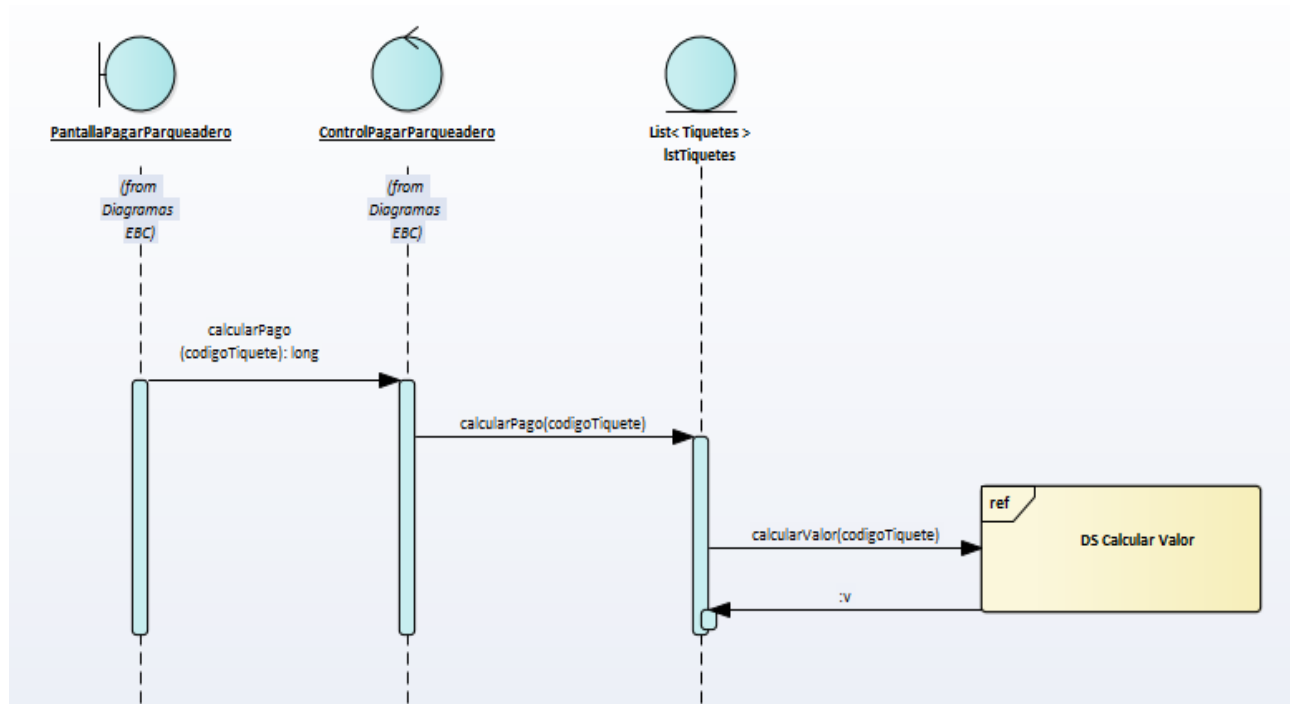 PantallaPagarParqueadero
ControlPagarParqueadero
List< Tiquetes >
lstTiquetes
(from
Diagramas
EBC)
(from
Diagramas
EBC)
calcularPago
(codigoTiquete): long
calcularPago(codigoTiquete)
ref
DS Calcular Valor
calcularValor(codigoTiquete)
:v